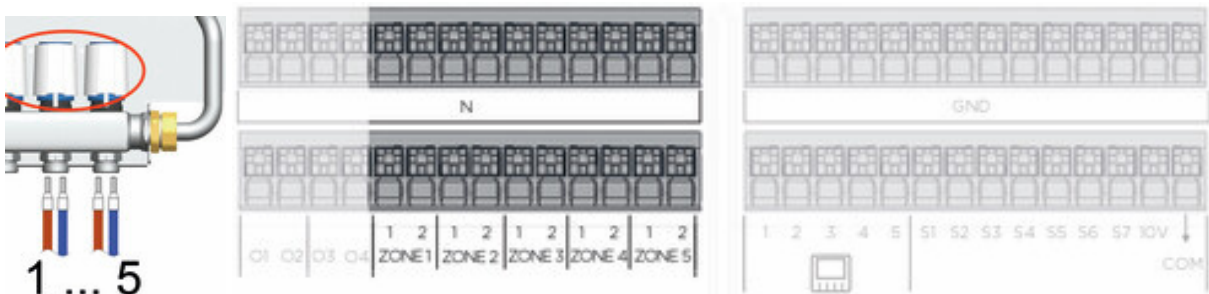 N
GND
1 2 1 2 1 2 1 2 1 2
O1 O2 O3 O4 ZONE 1 ZONE 2 ZONE 3 ZONE 4 ZONE 5
1 2 3 4 5 S1 S2 S3 S4 S5 S6 S7 10V
COM
1 ... 5